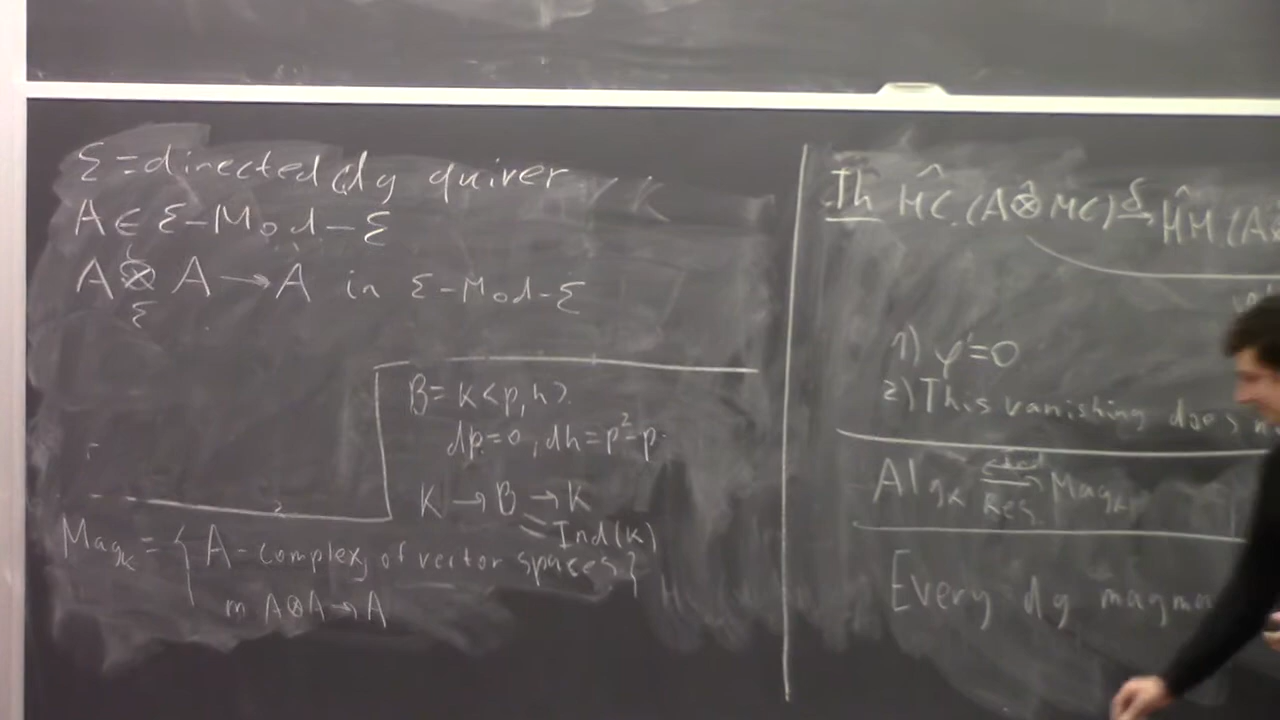 Ɛ = directed dg quiver
A ∈ Ɛ-Mod-Ɛ
A ⊗ A → A in Ɛ-Mod-Ɛ
Ɛ
B = K<p,h>
dp=0, dh=p²-p
K → B → K
Ind(K)
Mag_K = { A - complex of vector spaces }
m A⊗A → A
Th HC.(A ⊗ MC) →δ HM.(A
1) φ=0
2) This vanishing does
Alg_K Res Mag_K
Every dg magma